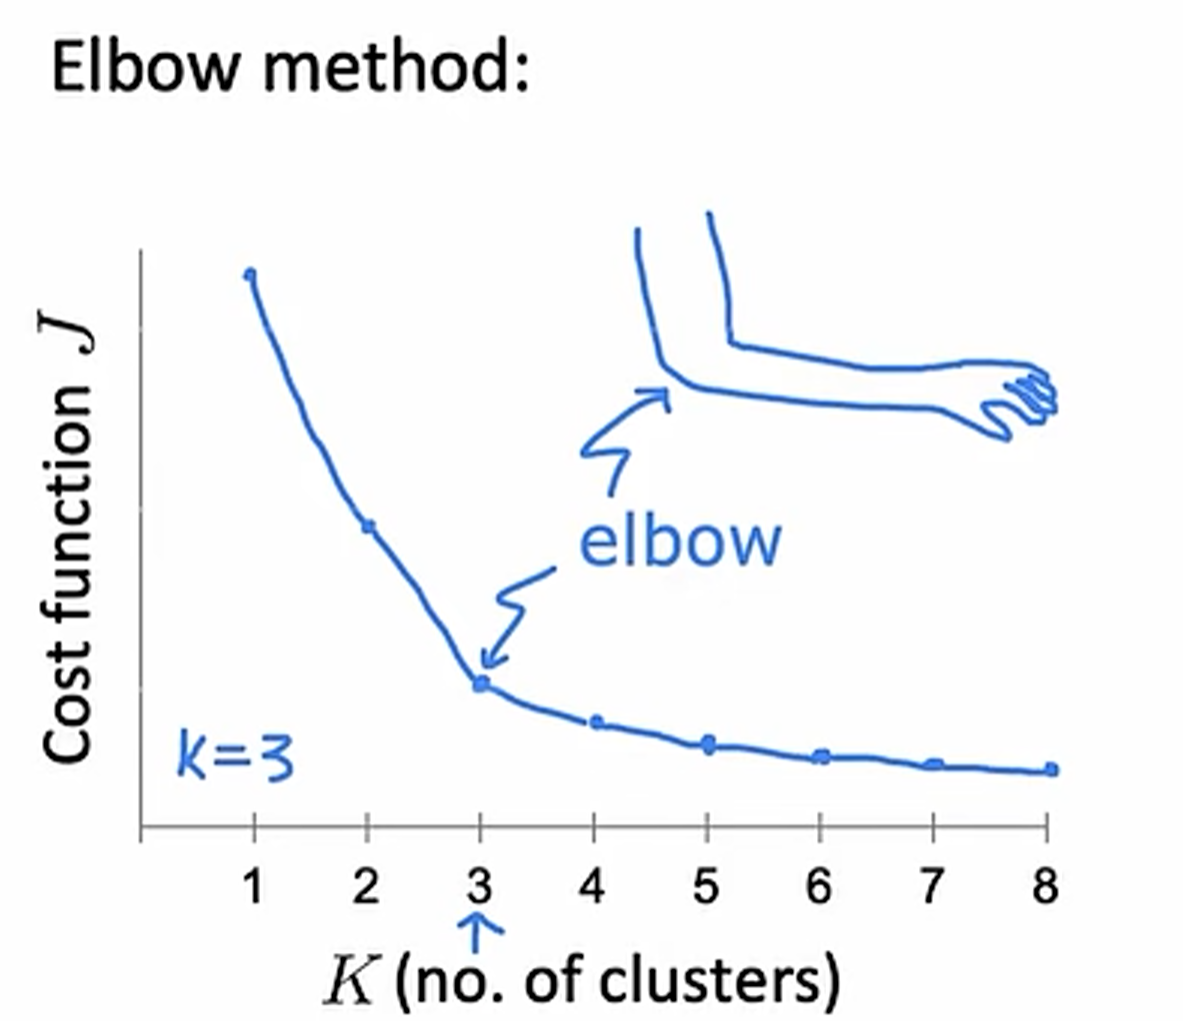 Elbow method:
Cost function J
elbow
K=3
1 2 3 4 5 6 7 8
K (no. of clusters)